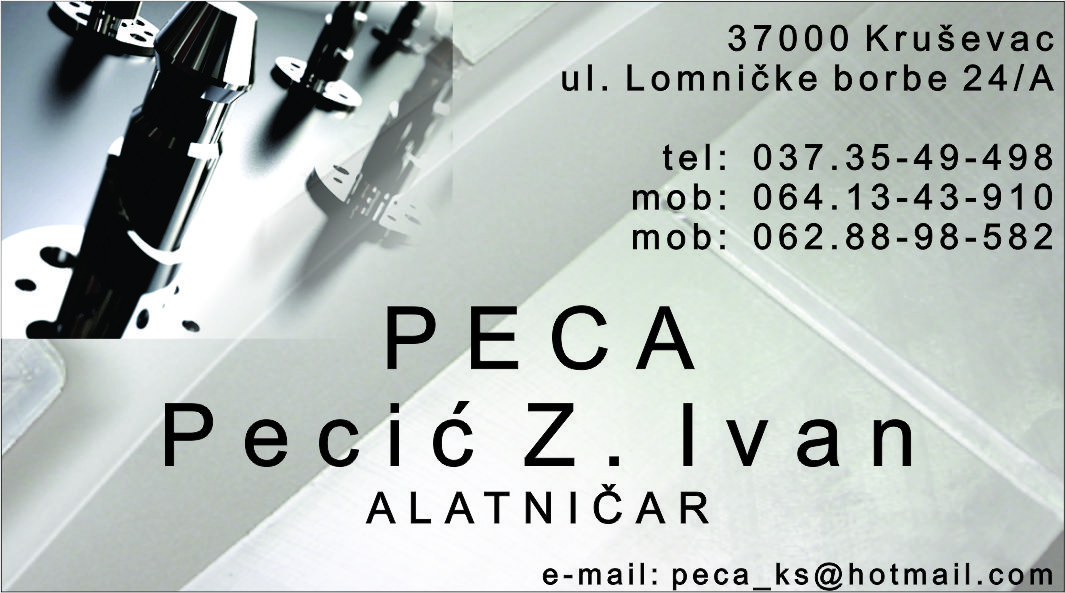 37000 Kruševac
ul. Lomničke borbe 24/A
tel: 037.35-49-498
mob: 064.13-43-910
mob: 062.88-98-582
PECA
Pecić Z. Ivan
ALATNIČAR
e-mail: peca_ks@hotmail.com